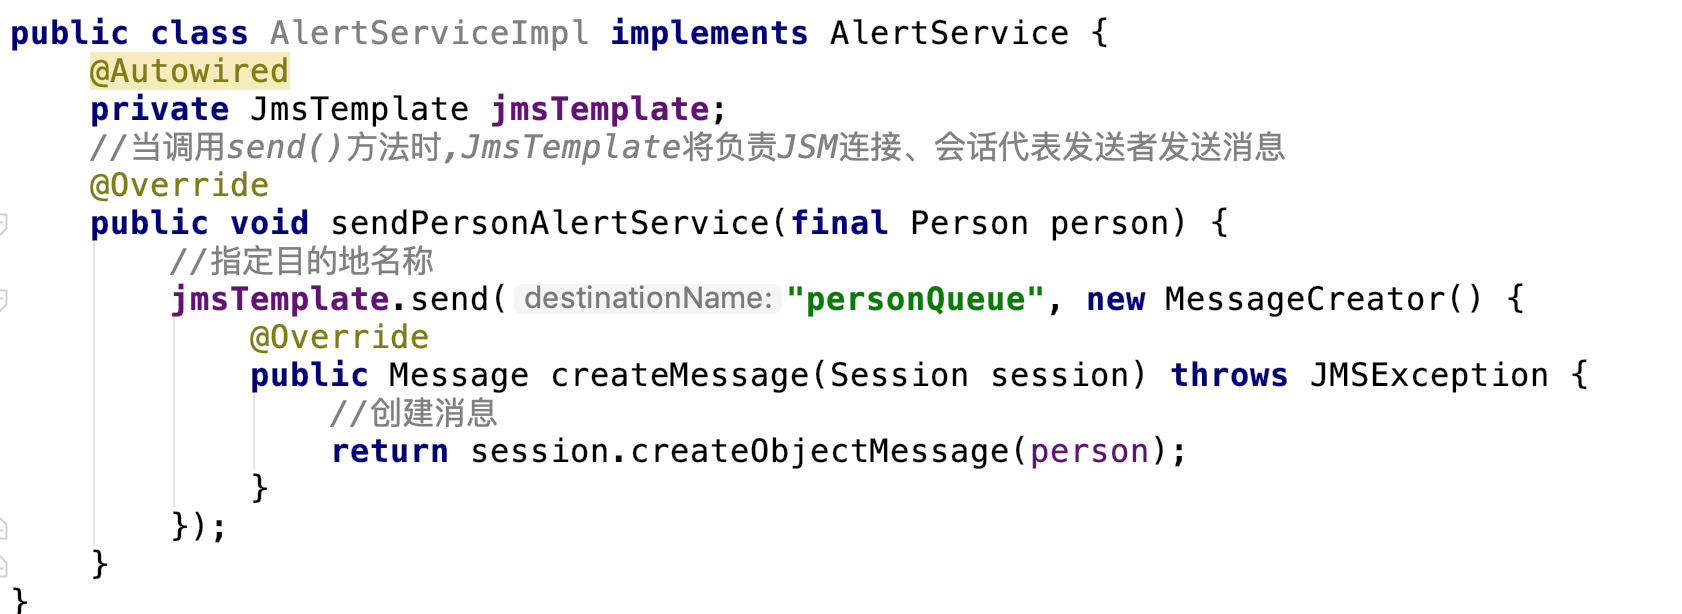 public class AlertServiceImpl implements AlertService {
@Autowired
private JmsTemplate jmsTemplate;
//当调用send()方法时,JmsTemplate将负责JSM连接、会话代表发送者发送消息
@Override
public void sendPersonAlertService(final Person person) {
//指定目的地名称
jmsTemplate.send( destinationName: "personQueue", new MessageCreator() {
@Override
public Message createMessage(Session session) throws JMSException {
//创建消息
return session.createObjectMessage(person);
}
});
}
}